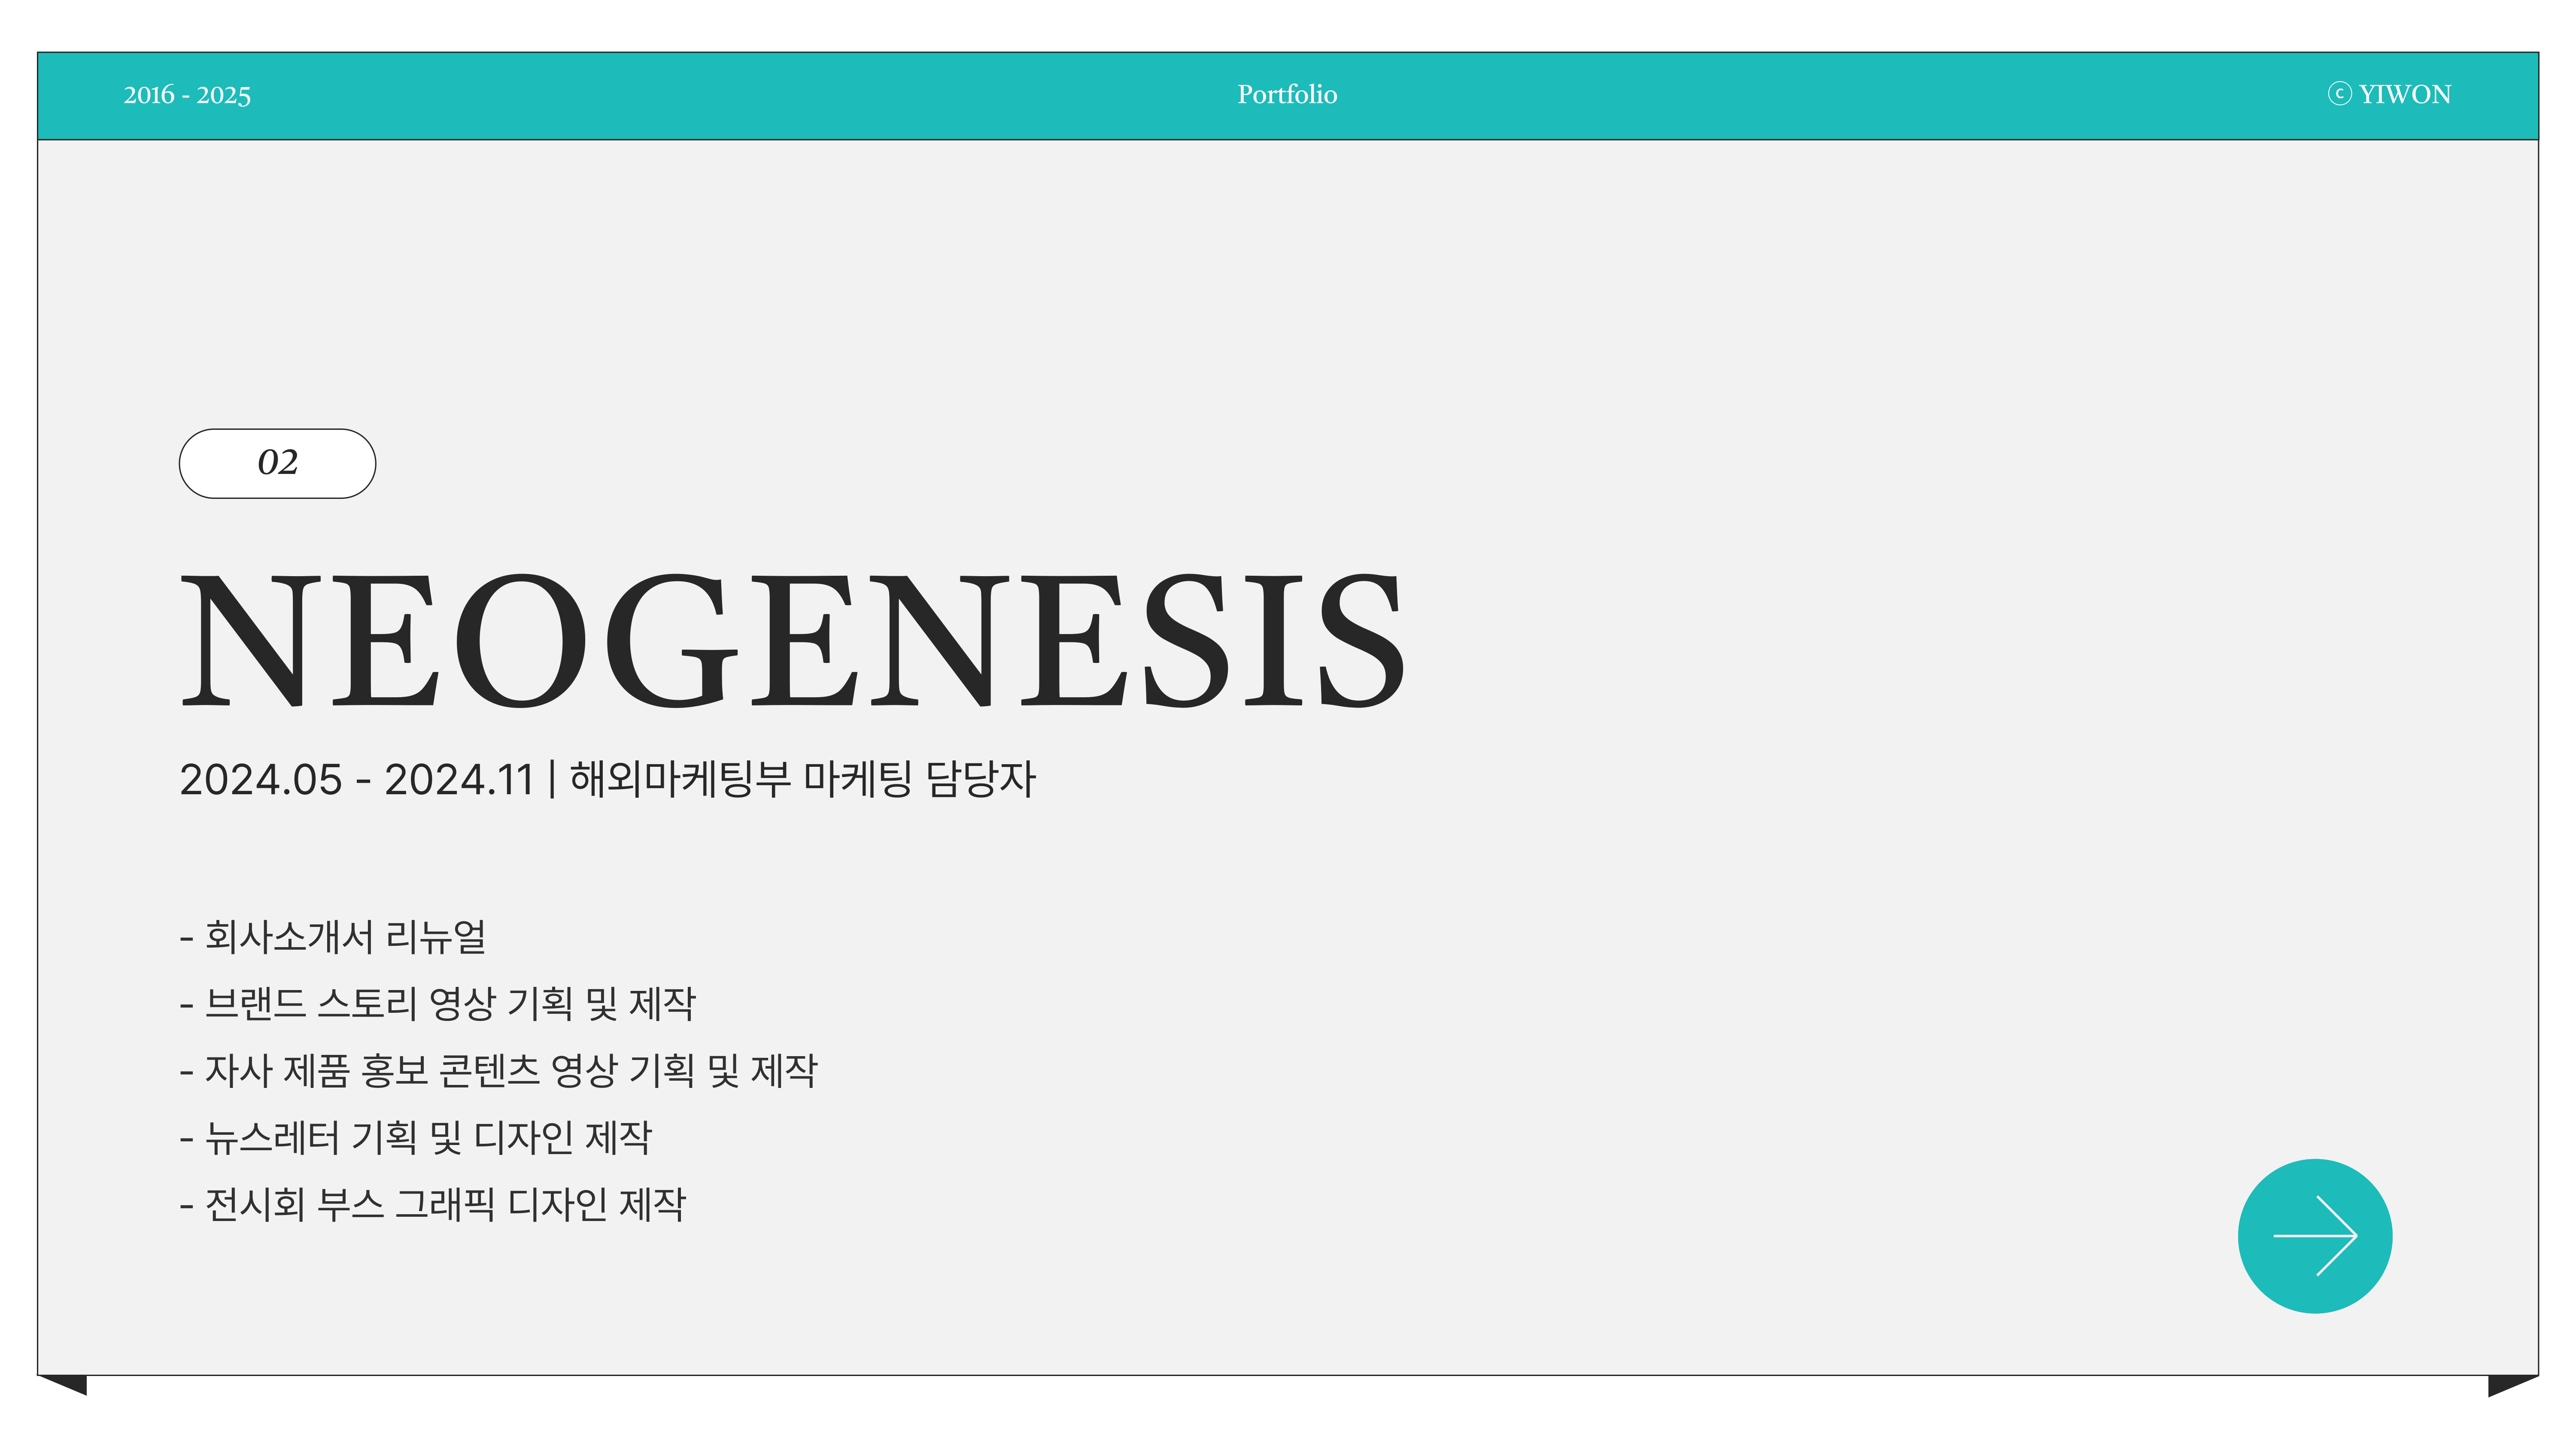 2016 - 2025
Portfolio
ⓒ YIWON
02
NEOGENESIS
2024.05 - 2024.11 | 해외마케팅부 마케팅 담당자
- 회사소개서 리뉴얼
- 브랜드 스토리 영상 기획 및 제작
- 자사 제품 홍보 콘텐츠 영상 기획 및 제작
- 뉴스레터 기획 및 디자인 제작
- 전시회 부스 그래픽 디자인 제작